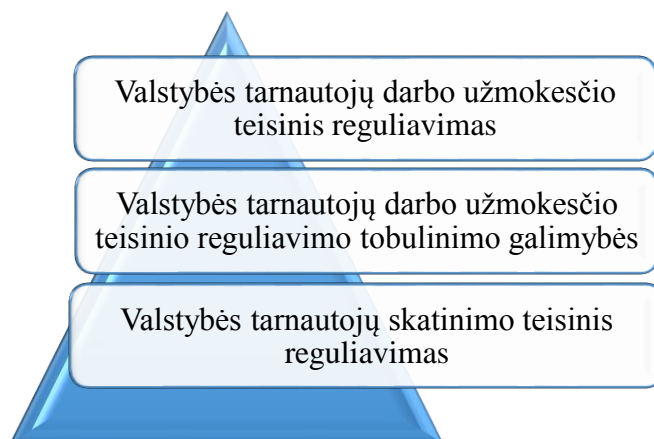 Valstybės tarnautojų darbo užmokesčio
teisinis reguliavimas
Valstybės tarnautojų darbo užmokesčio
teisinio reguliavimo tobulinimo galimybės
Valstybės tarnautojų skatinimo teisinis
reguliavimas